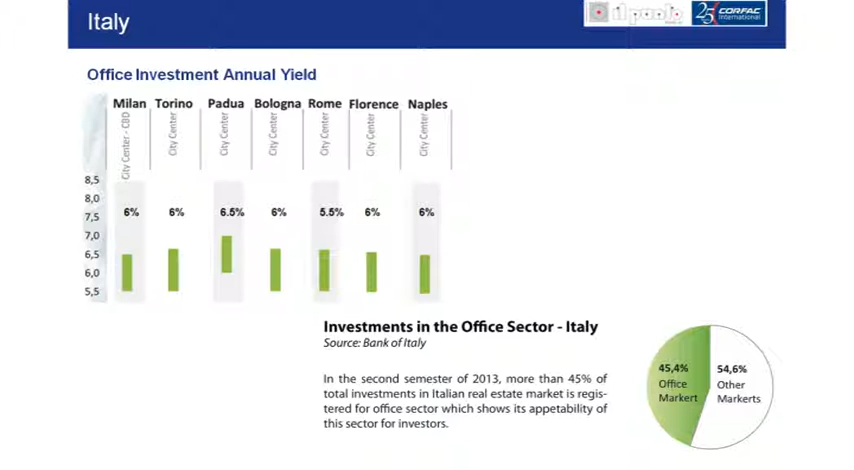 Italy
25
CORFAC
International
Office Investment Annual Yield
Milan Torino Padua Bologna Rome Florence Naples
City Center - CBD
City Center
City Center
City Center
City Center
City Center
City Center
8,5
8,0
7,5
7,0
6,5
6,0
5,5
6% 6% 6.5% 6% 5.5% 6% 6%
Investments in the Office Sector - Italy
Source: Bank of Italy
In the second semester of 2013, more than 45% of
total investments in Italian real estate market is regis-
tered for office sector which shows its appetability of
this sector for investors.
45,4%
Office
Markert
54,6%
Other
Markerts